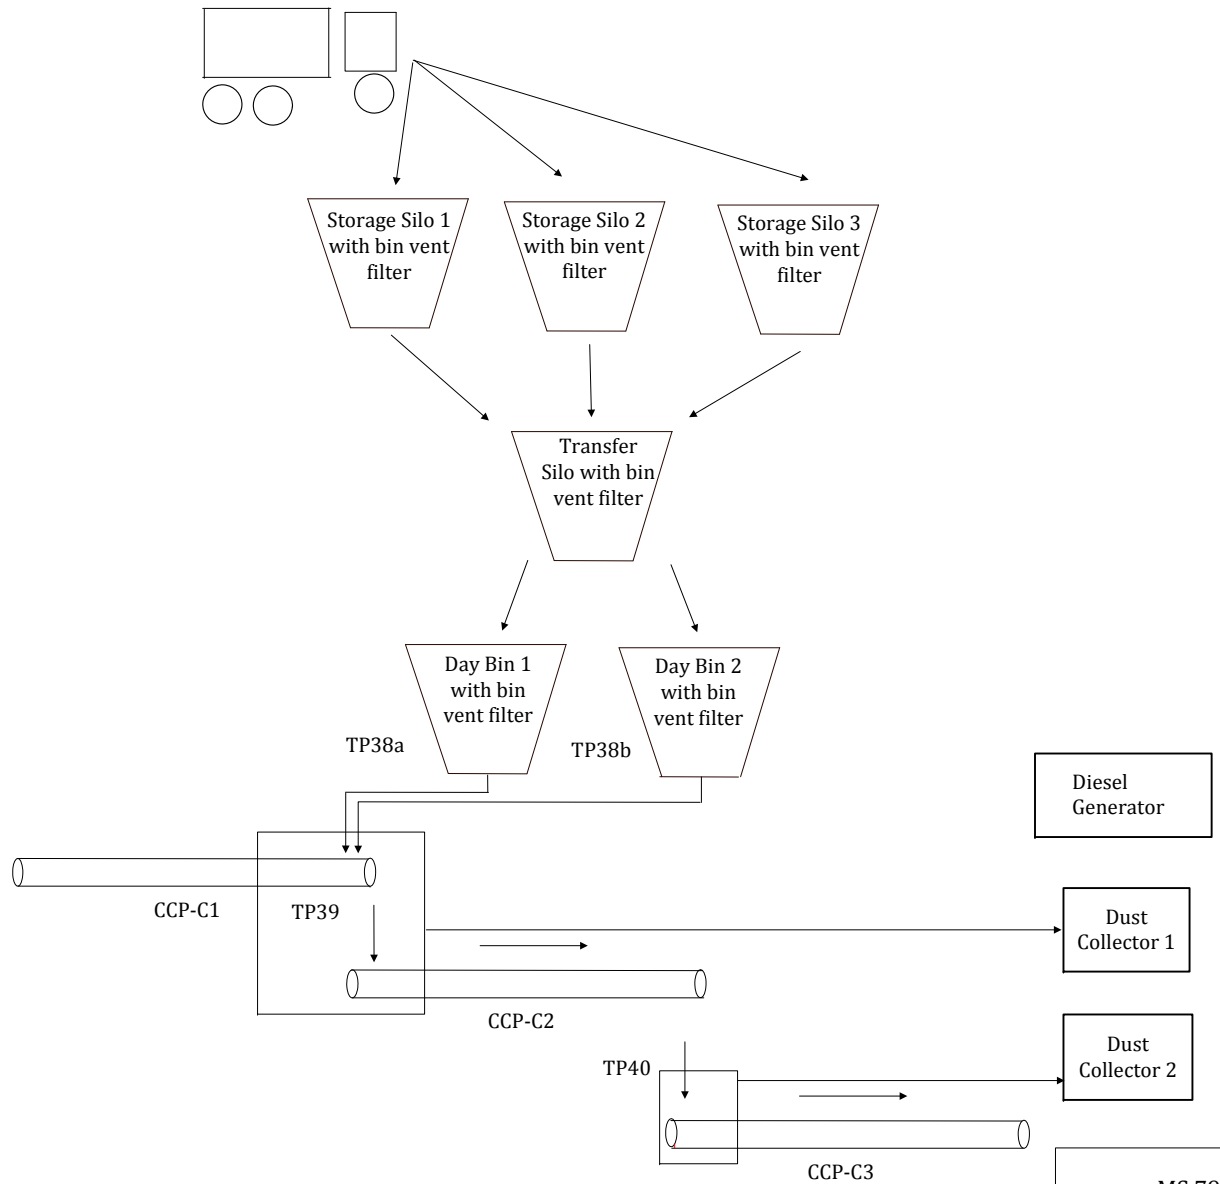 Storage Silo 1
with bin vent
filter
Storage Silo 2
with bin vent
filter
Storage Silo 3
with bin vent
filter
Transfer
Silo with bin
vent filter
Day Bin 1
with bin
vent filter
Day Bin 2
with bin
vent filter
TP38a
TP38b
Diesel
Generator
CCP-C1
TP39
Dust
Collector 1
CCP-C2
Dust
Collector 2
TP40
CCP-C3